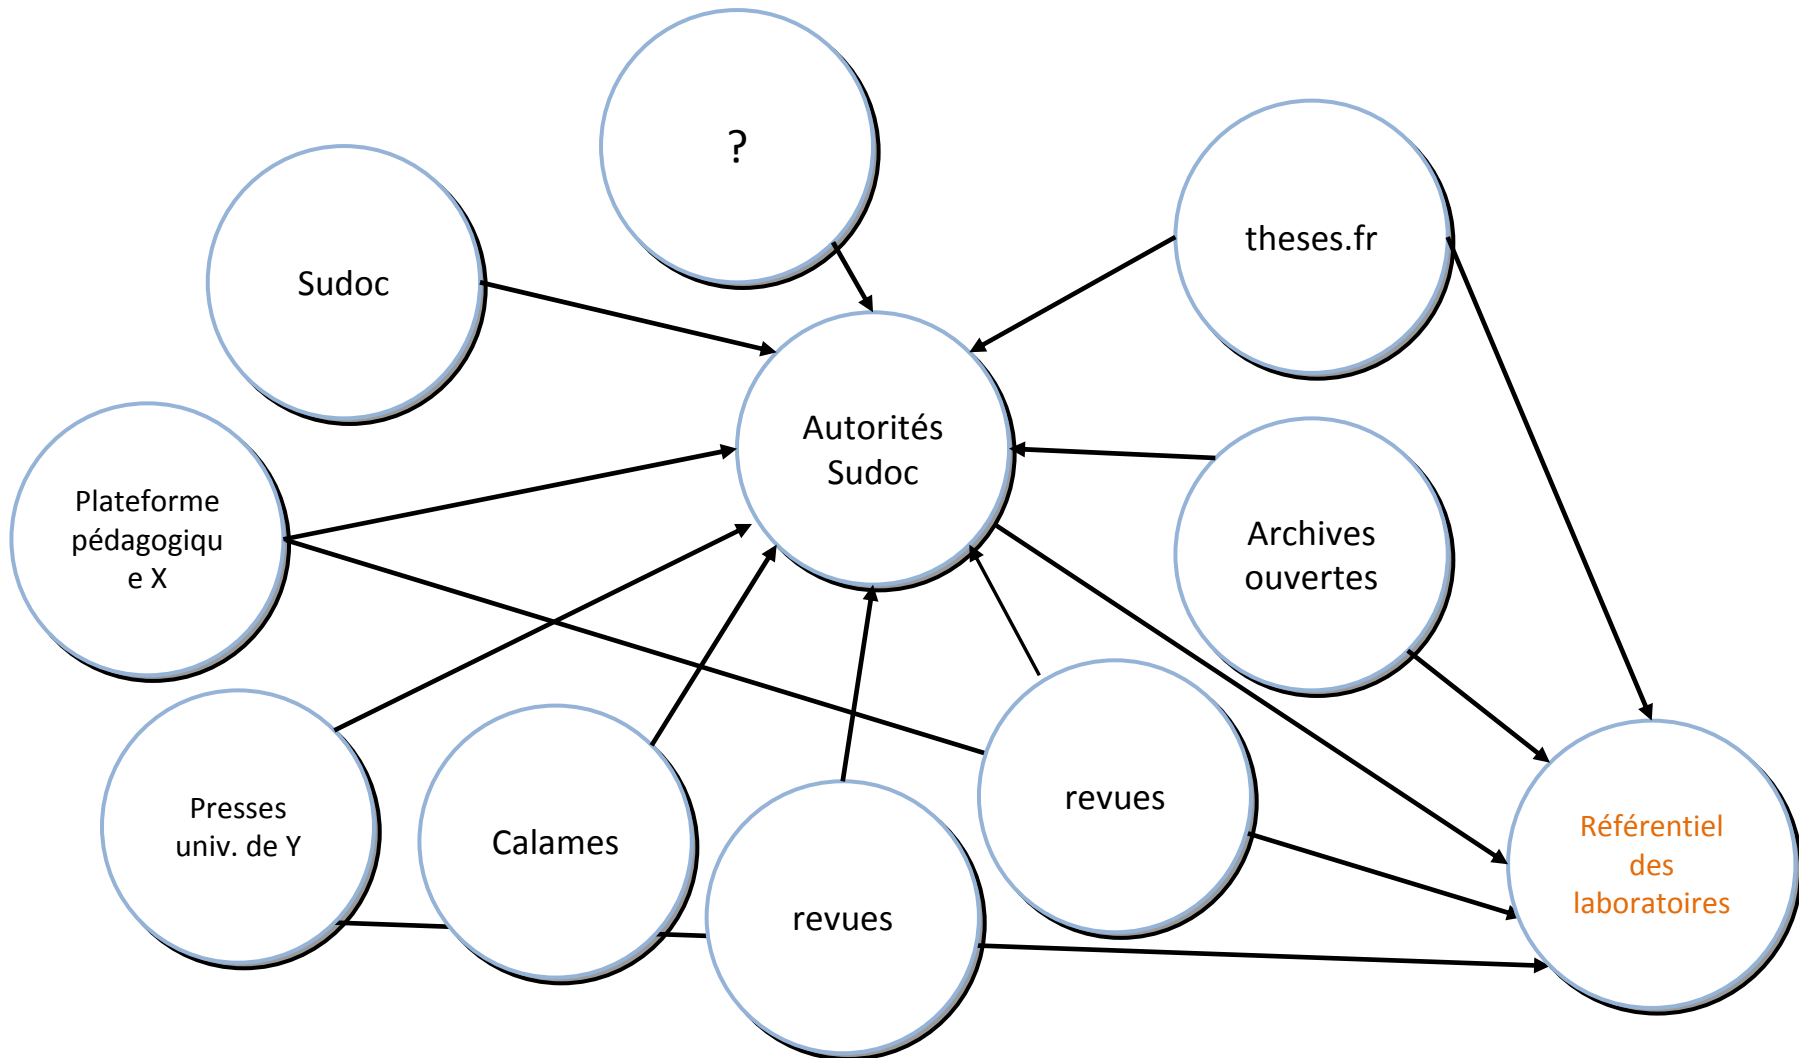 ?
theses.fr
Sudoc
Autorités
Sudoc
Plateforme
pédagogiqu
e X
Archives
ouvertes
Presses
univ. de Y
Calames
revues
revues
Référentiel
des
laboratoires